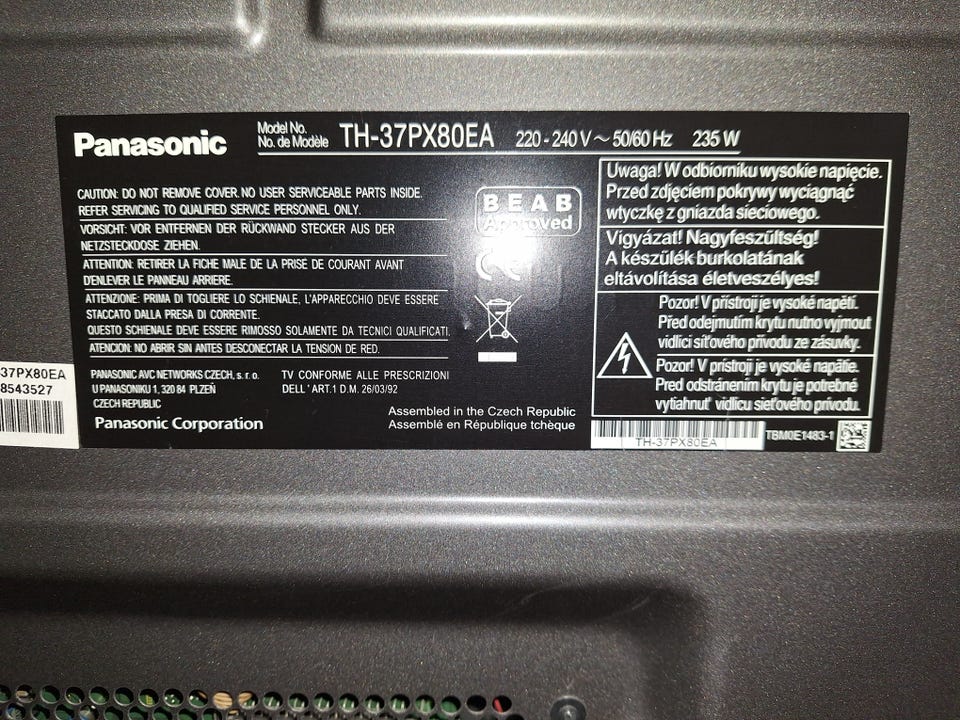 Panasonic
Model No.
No. de Modèle
TH-37PX80EA
220 - 240 V ~ 50/60 Hz
235 W
CAUTION: DO NOT REMOVE COVER. NO USER SERVICEABLE PARTS INSIDE.
REFER SERVICING TO QUALIFIED SERVICE PERSONNEL ONLY.
VORSICHT: VOR ENTFERNEN DER RÜCKWAND STECKER AUS DER
NETZSTECKDOSE ZIEHEN.
ATTENTION: RETIRER LA FICHE MALE DE LA PRISE DE COURANT AVANT
D'ENLEVER LE PANNEAU ARRIERE.
ATTENZIONE: PRIMA DI TOGLIERE LO SCHIENALE, L'APPARECCHIO DEVE ESSERE
STACCATO DALLA PRESA DI CORRENTE.
QUESTO SCHIENALE DEVE ESSERE RIMOSSO SOLAMENTE DA TECNICI QUALIFICATI.
ATENCION: NO ABRIR SIN ANTES DESCONECTAR LA TENSION DE RED.
PANASONIC AVC NETWORKS CZECH, s. r. o.
U PANASONIKU 1, 320 84 PLZEŇ
CZECH REPUBLIC
TV CONFORME ALLE PRESCRIZIONI
DELL' ART.1 D.M. 26/03/92
Panasonic Corporation
Assembled in the Czech Republic
Assemblé en République tchèque
BEAB
Approved
CE
Uwaga! W odbiorniku wysokie napięcie.
Przed zdjęciem pokrywy wyciągnąć
wtyczkę z gniazda sieciowego.
Vigyázat! Nagyfeszültség!
A készülék burkolatának
eltávolítása életveszélyes!
Pozor! V přístroji je vysoké napětí.
Před odejmutím krytu nutno vyjmout
vidlici síťového přívodu ze zásuvky.
Pozor! V prístroji je vysoké napätie.
Pred odstránením krytu je potrebné
vytiahnuť vidlicu sieťového prívodu.
TH-37PX80EA
TBM0E1483-1
37PX80EA
8543527